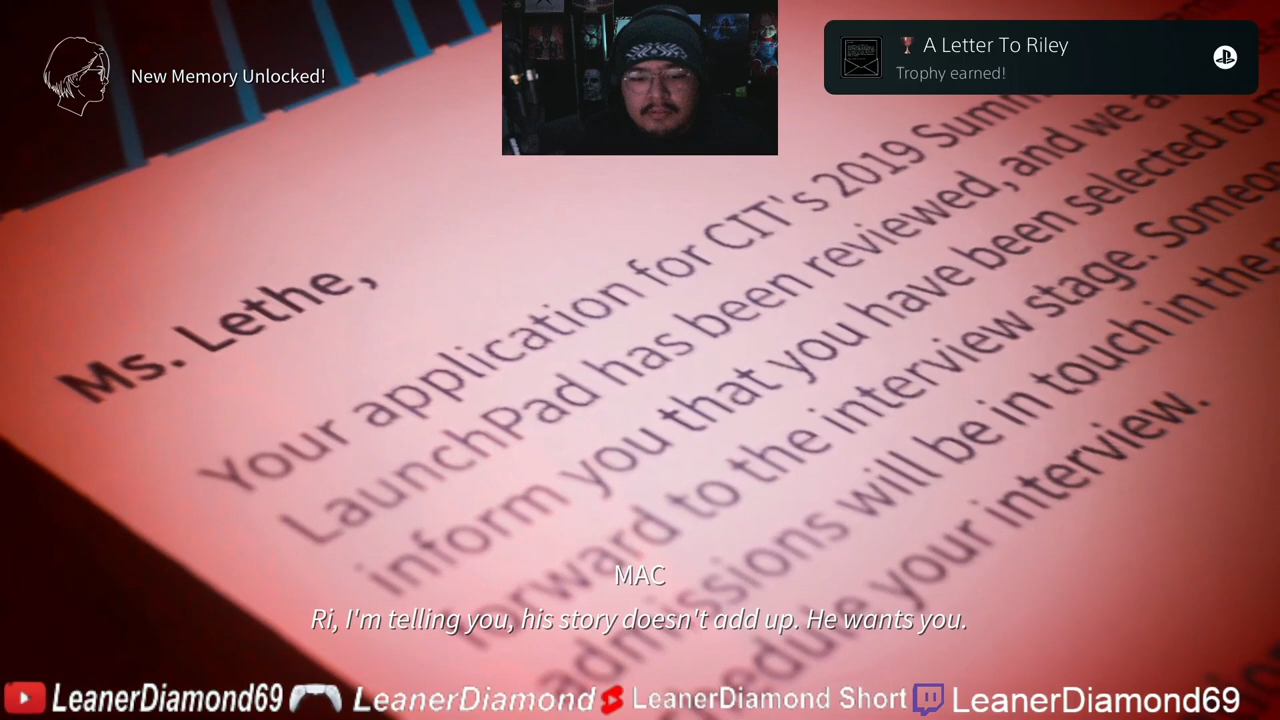 New Memory Unlocked!
A Letter To Riley
Trophy earned!
Ms. Lethe,
Your application for CIT's 2019 Summ
LaunchPad has been reviewed, and we a
inform you that you have been selected to m
forward to the interview stage. Someo
admissions will be in touch in the
schedule your interview.
MAC
Ri, I'm telling you, his story doesn't add up. He wants you.
LeanerDiamond69 LeanerDiamond LeanerDiamond Short LeanerDiamond69